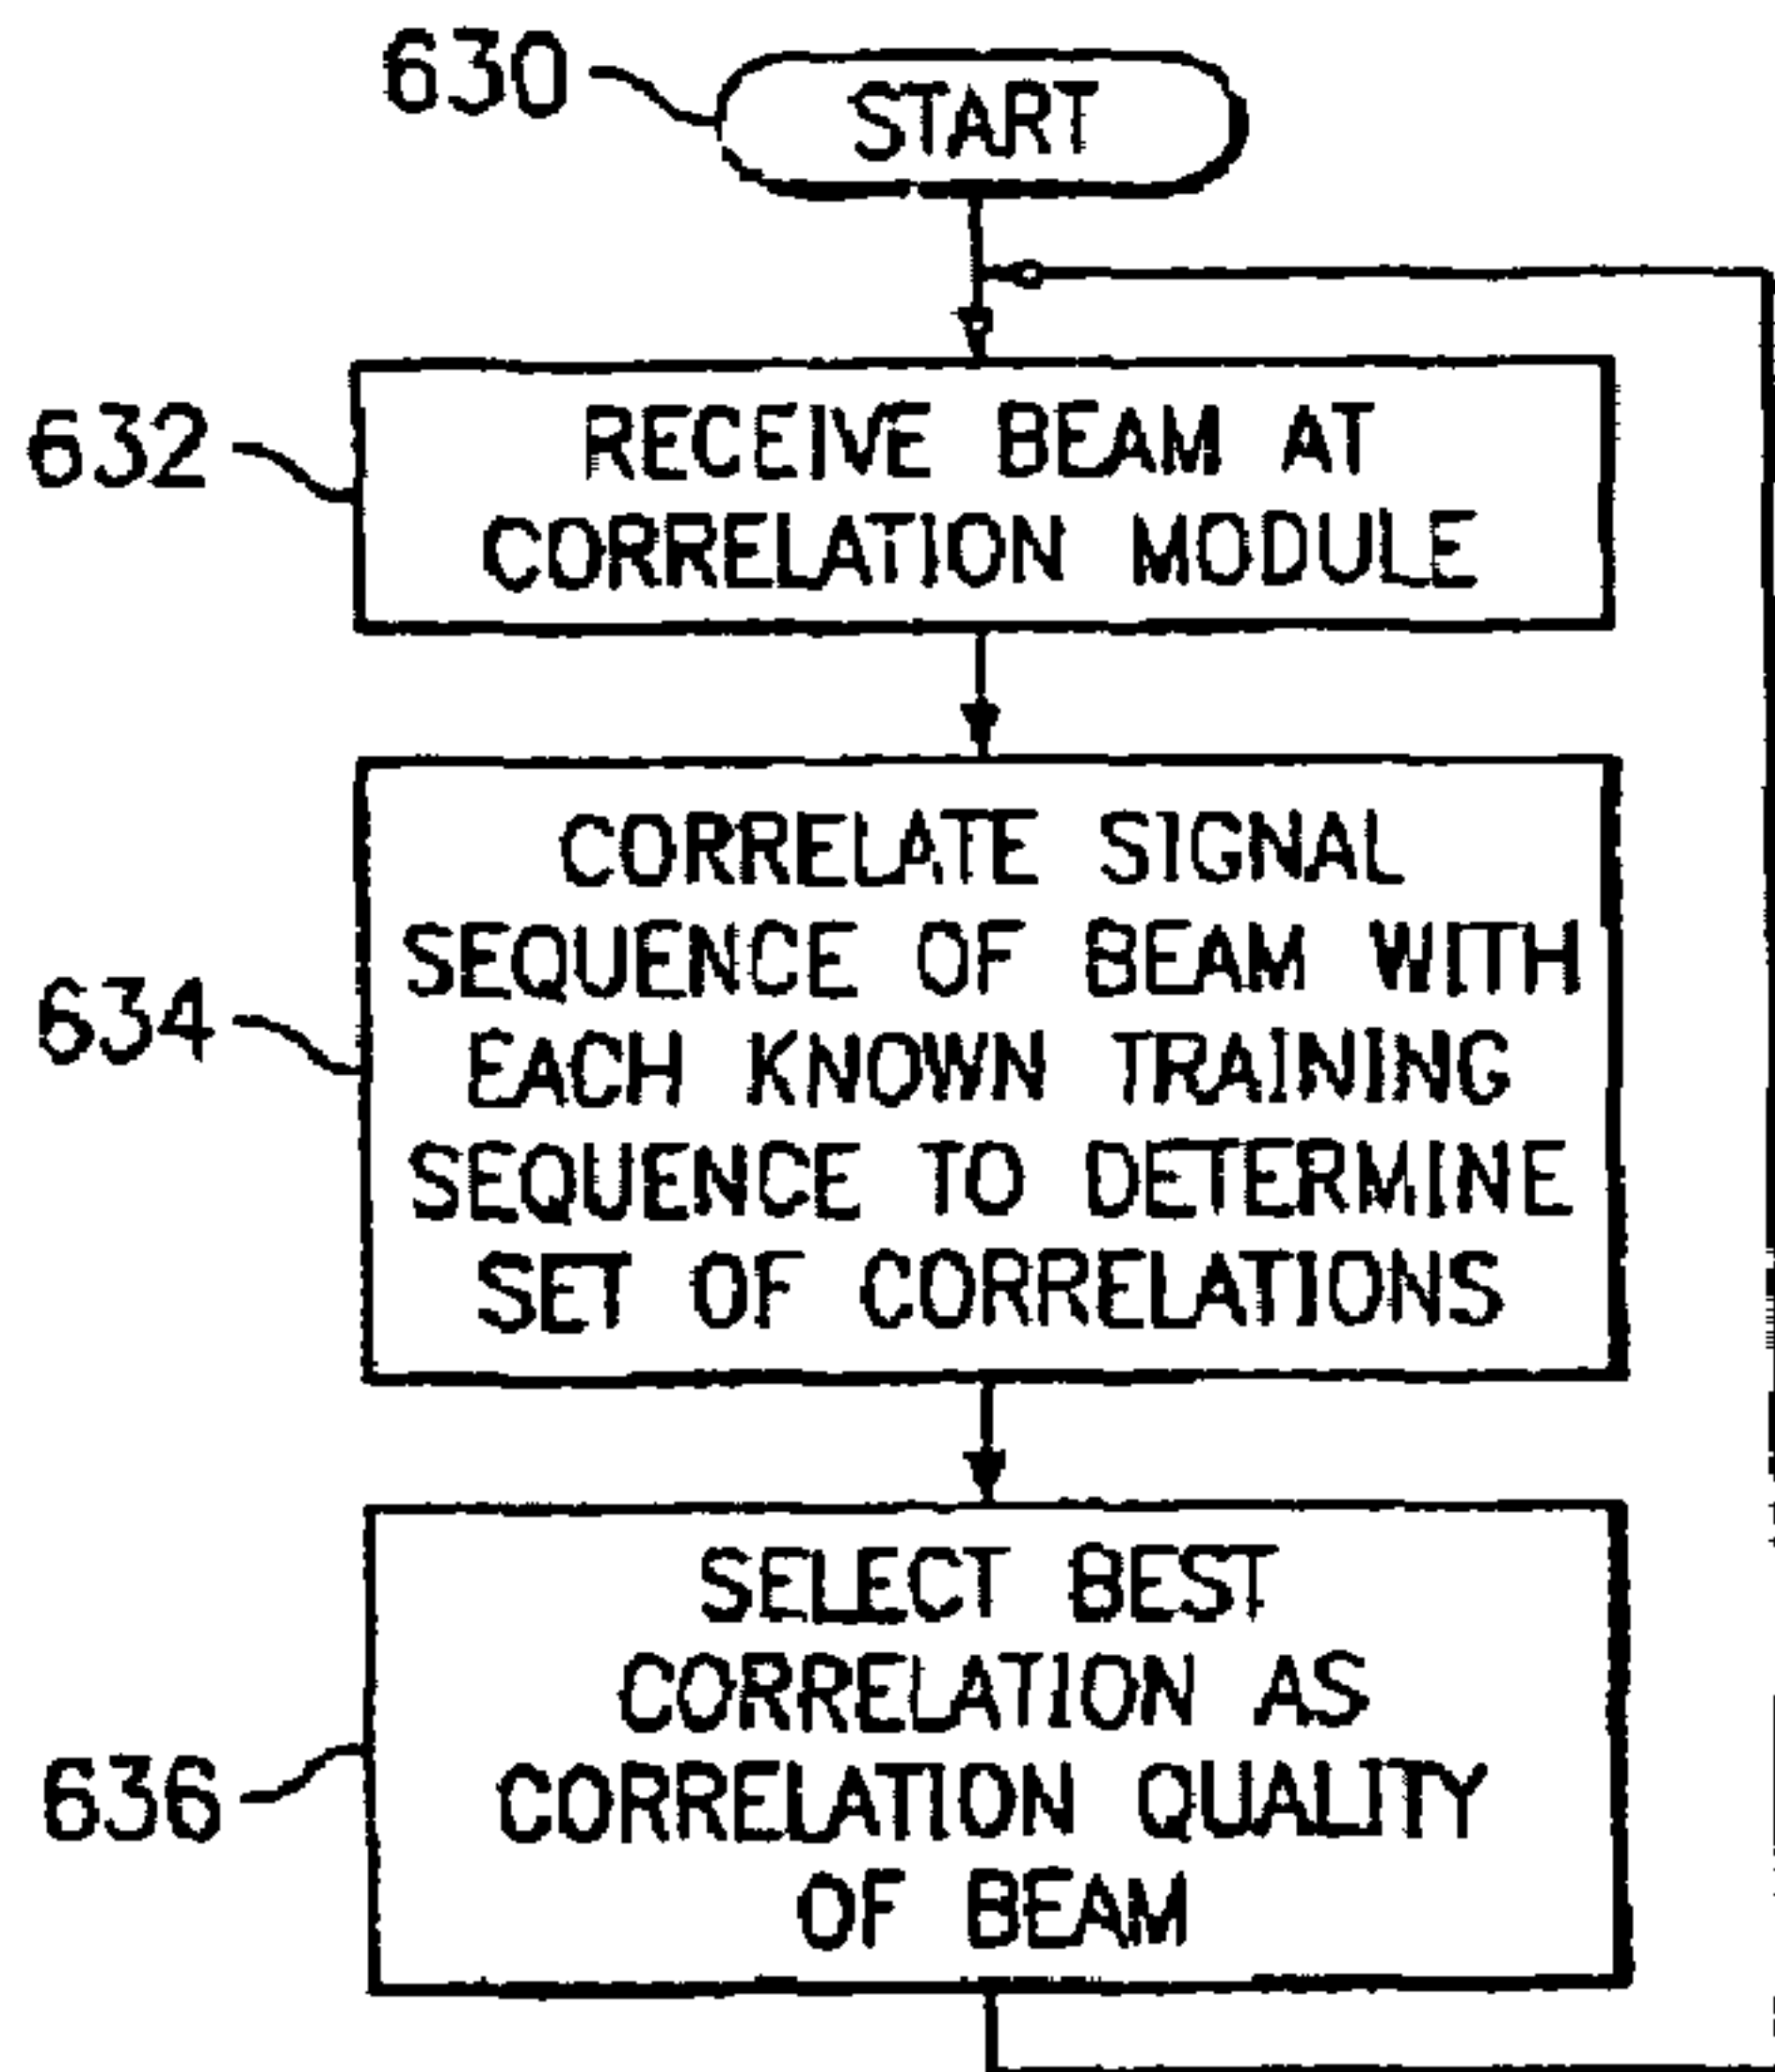 630
START
632
RECEIVE BEAM AT
CORRELATION MODULE
634
CORRELATE SIGNAL
SEQUENCE OF BEAM WITH
EACH KNOWN TRAINING
SEQUENCE TO DETERMINE
SET OF CORRELATIONS
636
SELECT BEST
CORRELATION AS
CORRELATION QUALITY
OF BEAM